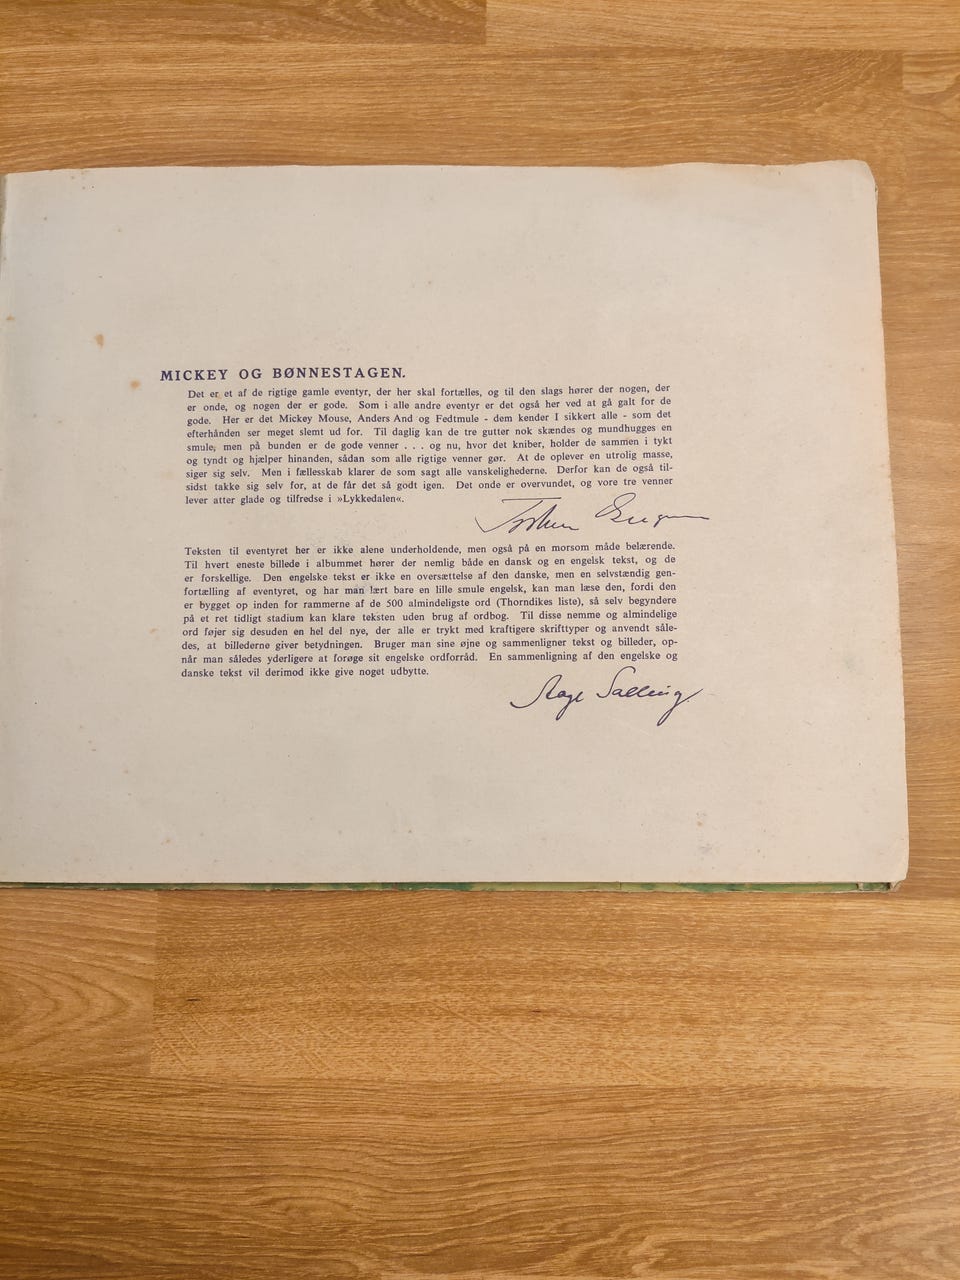 MICKEY OG BØNNESTAGEN.
Det er et af de rigtige gamle eventyr, der her skal fortælles, og til den slags hører der nogen, der
er onde, og nogen der er gode. Som i alle andre eventyr er det også her ved at gå galt for de
gode. Her er det Mickey Mouse, Anders And og Fedtmule - dem kender I sikkert alle - som det
efterhånden ser meget slemt ud for. Til daglig kan de tre gutter nok skændes og mundhugges en
smule, men på bunden er de gode venner . . . og nu, hvor det kniber, holder de sammen i tykt
og tyndt og hjælper hinanden, sådan som alle rigtige venner gør. At de oplever en utrolig masse,
siger sig selv. Men i fællesskab klarer de som sagt alle vanskelighederne. Derfor kan de også til-
sidst takke sig selv for, at de får det så godt igen. Det onde er overvundet, og vore tre venner
lever atter glade og tilfredse i »Lykkedalen«.
Teksten til eventyret her er ikke alene underholdende, men også på en morsom måde belærende.
Til hvert eneste billede i albummet hører der nemlig både en dansk og en engelsk tekst, og de
er forskellige. Den engelske tekst er ikke en oversættelse af den danske, men en selvstændig gen-
fortælling af eventyret, og har man lært bare en lille smule engelsk, kan man læse den, fordi den
er bygget op inden for rammerne af de 500 almindeligste ord (Thorndikes liste), så selv begyndere
på et ret tidligt stadium kan klare teksten uden brug af ordbog. Til disse nemme og almindelige
ord føjer sig desuden en hel del nye, der alle er trykt med kraftigere skrifttyper og anvendt såle-
des, at billederne giver betydningen. Bruger man sine øjne og sammenligner tekst og billeder, op-
når man således yderligere at forøge sit engelske ordforråd. En sammenligning af den engelske og
danske tekst vil derimod ikke give noget udbytte.
Aage Salling